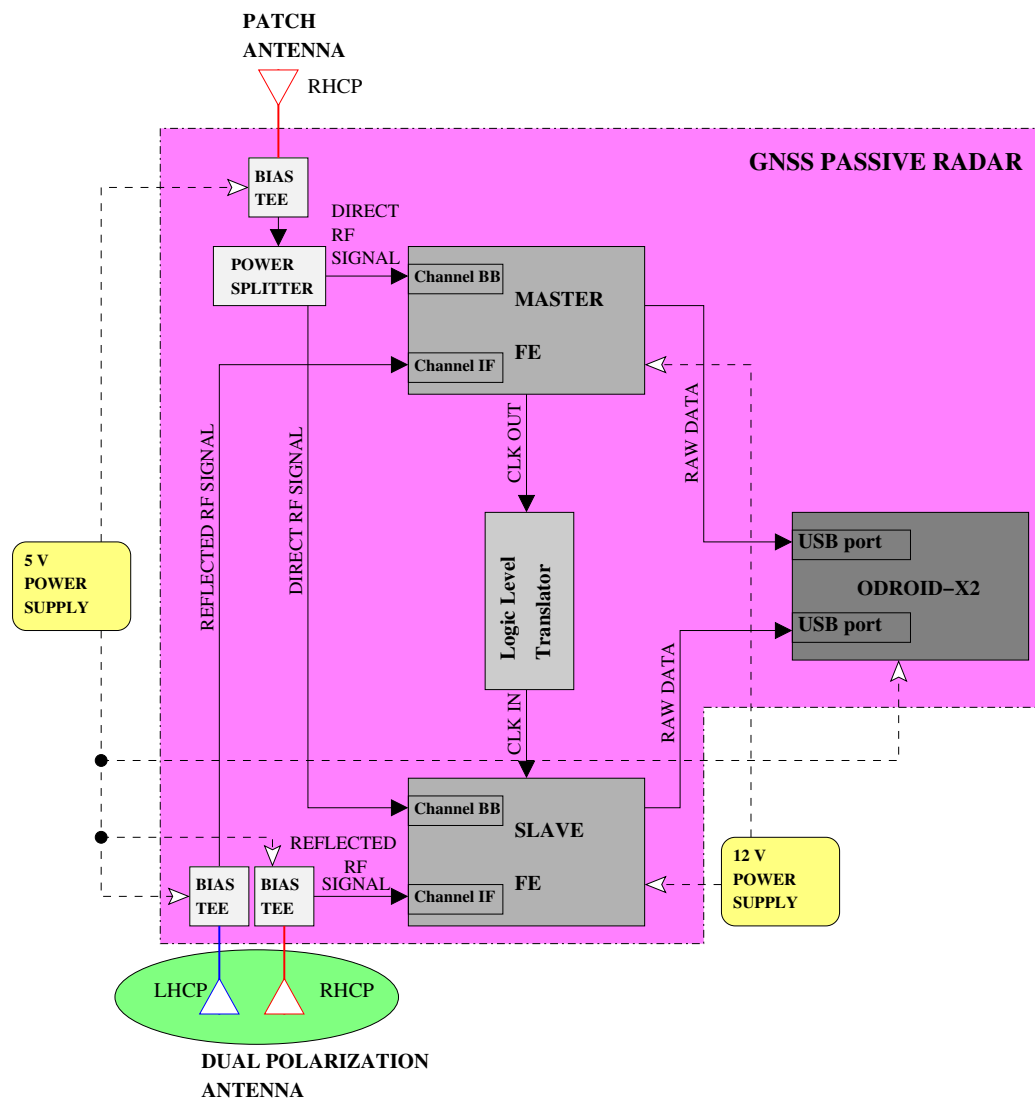 PATCH
ANTENNA
RHCP
GNSS PASSIVE RADAR
BIAS
TEE
DIRECT
RF
SIGNAL
POWER
SPLITTER
Channel BB
MASTER
FE
Channel IF
REFLECTED RF SIGNAL
DIRECT RF SIGNAL
CLK OUT
RAW DATA
5 V
POWER
SUPPLY
Logic Level
Translator
USB port
ODROID−X2
USB port
CLK IN
RAW DATA
Channel BB
SLAVE
FE
Channel IF
REFLECTED
RF
SIGNAL
BIAS
TEE
BIAS
TEE
12 V
POWER
SUPPLY
LHCP
RHCP
DUAL POLARIZATION
ANTENNA